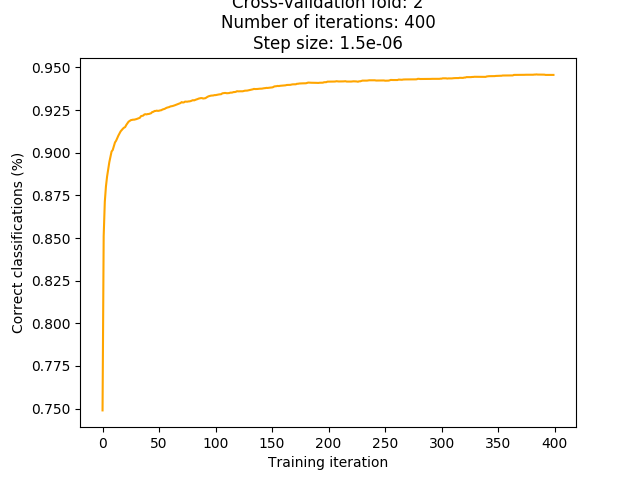 Cross-validation fold: 2
Number of iterations: 400
Step size: 1.5e-06
0.950
0.925
0.900
0.875
0.850
0.825
0.800
0.775
0.750
Correct classifications (%)
0 50 100 150 200 250 300 350 400
Training iteration